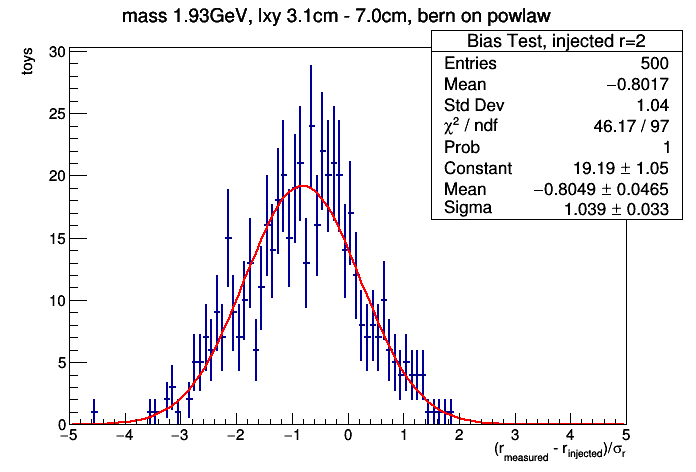 mass 1.93GeV, lxy 3.1cm - 7.0cm, bern on powlaw
toys
Bias Test, injected r=2
Entries 500
Mean −0.8017
Std Dev 1.04
χ² / ndf 46.17 / 97
Prob 1
Constant 19.19 ± 1.05
Mean −0.8049 ± 0.0465
Sigma 1.039 ± 0.033
30
25
20
15
10
5
0
−5 −4 −3 −2 −1 0 1 2 3 4 5
(r_measured - r_injected)/σ_r